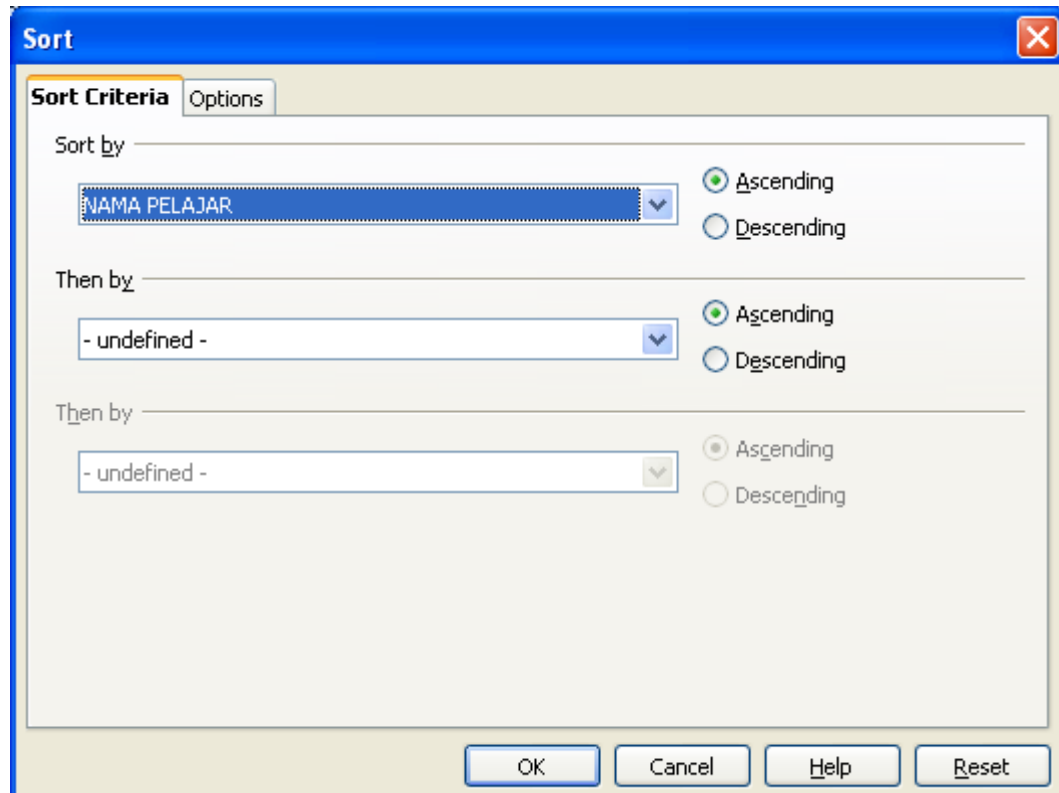 Sort
Sort Criteria Options
Sort by
NAMA PELAJAR
Ascending
Descending
Then by
- undefined -
Ascending
Descending
Then by
- undefined -
Ascending
Descending
OK Cancel Help Reset